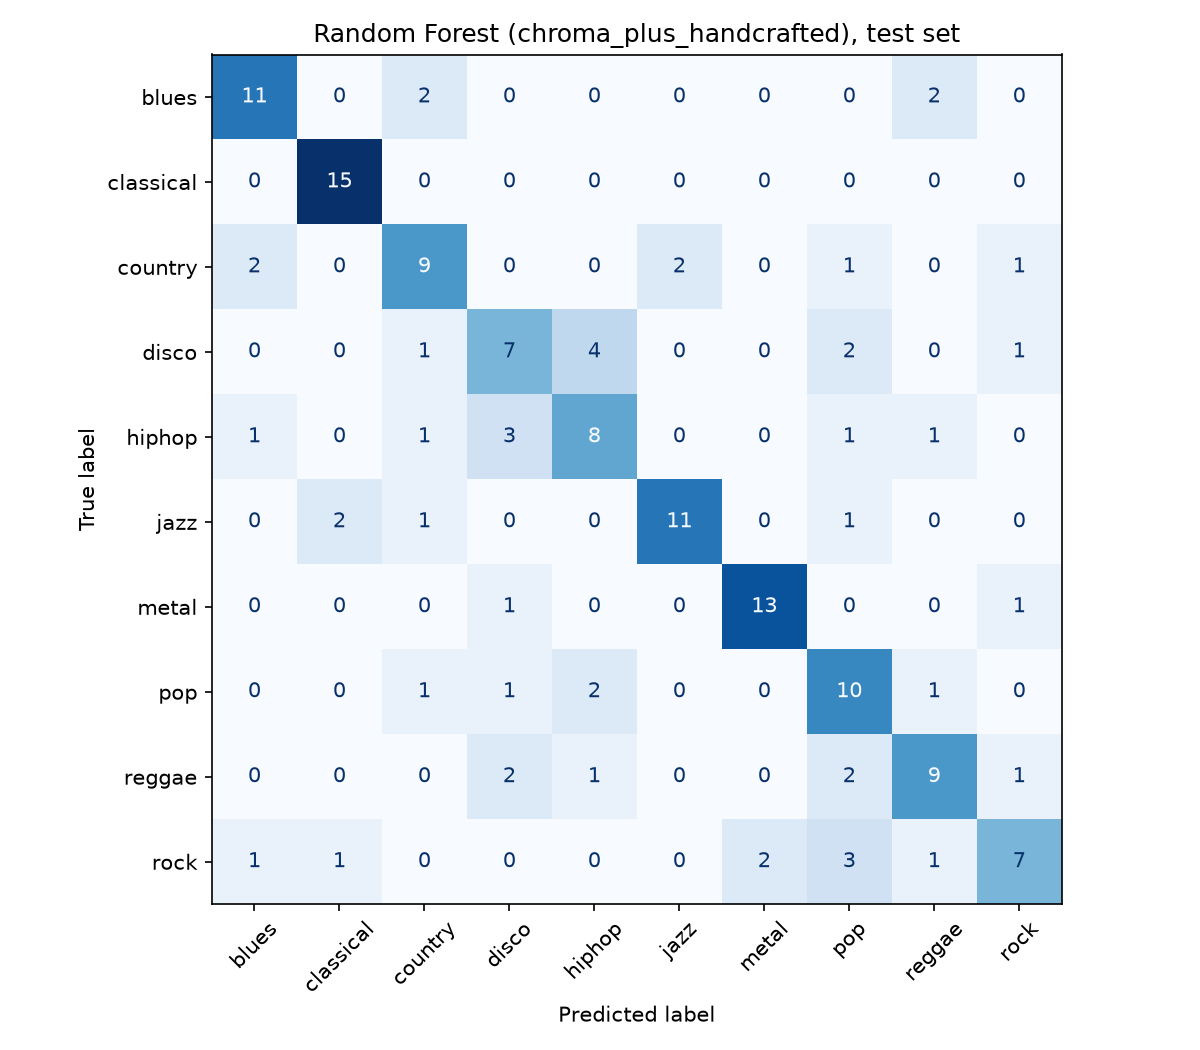 Random Forest (chroma_plus_handcrafted), test set
blues 11 0 2 0 0 0 0 0 2 0
classical 0 15 0 0 0 0 0 0 0 0
country 2 0 9 0 0 2 0 1 0 1
disco 0 0 1 7 4 0 0 2 0 1
hiphop 1 0 1 3 8 0 0 1 1 0
jazz 0 2 1 0 0 11 0 1 0 0
metal 0 0 0 1 0 0 13 0 0 1
pop 0 0 1 1 2 0 0 10 1 0
reggae 0 0 0 2 1 0 0 2 9 1
rock 1 1 0 0 0 0 2 3 1 7
True label
blues classical country disco hiphop jazz metal pop reggae rock
Predicted label